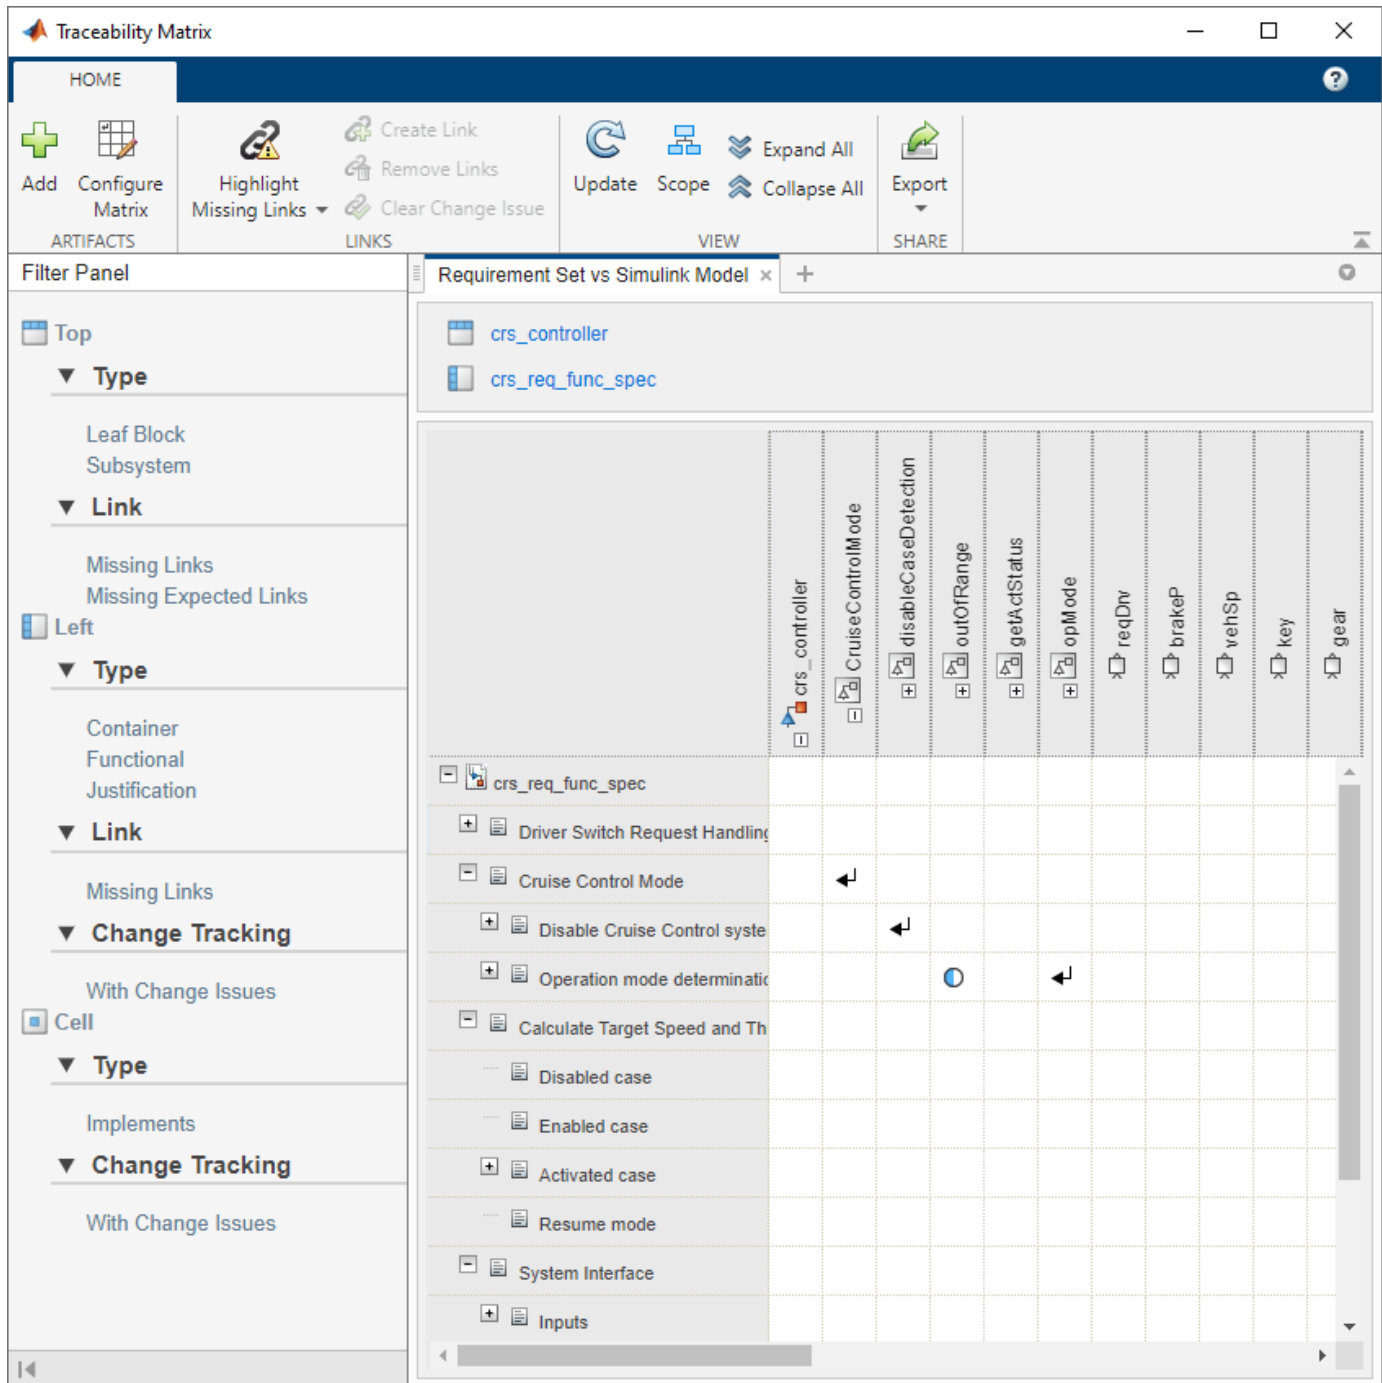 Traceability Matrix
HOME
Add
Configure
Matrix
ARTIFACTS
Highlight
Missing Links
Create Link
Remove Links
Clear Change Issue
LINKS
Update
Scope
Expand All
Collapse All
VIEW
Export
SHARE
Filter Panel
Top
Type
Leaf Block
Subsystem
Link
Missing Links
Missing Expected Links
Left
Type
Container
Functional
Justification
Link
Missing Links
Change Tracking
With Change Issues
Cell
Type
Implements
Change Tracking
With Change Issues
Requirement Set vs Simulink Model
crs_controller
crs_req_func_spec
crs_controller
CruiseControlMode
disableCaseDetection
outOfRange
getActStatus
opMode
reqDrv
brakeP
vehSp
key
gear
crs_req_func_spec
Driver Switch Request Handling
Cruise Control Mode
Disable Cruise Control syste
Operation mode determinatic
Calculate Target Speed and Th
Disabled case
Enabled case
Activated case
Resume mode
System Interface
Inputs